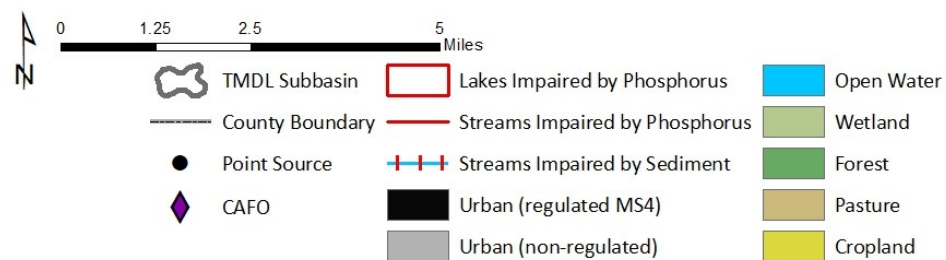 0 1.25 2.5 5
Miles
N
TMDL Subbasin
County Boundary
Point Source
CAFO
Lakes Impaired by Phosphorus
Streams Impaired by Phosphorus
Streams Impaired by Sediment
Urban (regulated MS4)
Urban (non-regulated)
Open Water
Wetland
Forest
Pasture
Cropland